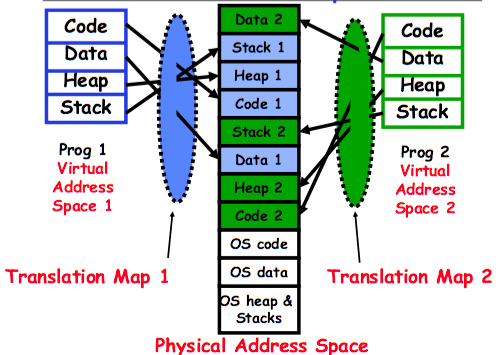 Code
Data
Heap
Stack
Prog 1
Virtual
Address
Space 1
Translation Map 1
Data 2
Stack 1
Heap 1
Code 1
Stack 2
Data 1
Heap 2
Code 2
OS code
OS data
OS heap &
Stacks
Physical Address Space
Code
Data
Heap
Stack
Prog 2
Virtual
Address
Space 2
Translation Map 2